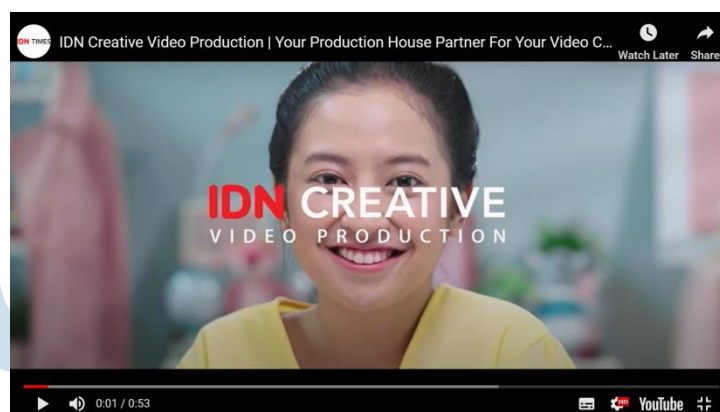 IDN TIMES
IDN Creative Video Production | Your Production House Partner For Your Video C...
Watch Later
Share
IDN CREATIVE
VIDEO PRODUCTION
0:01 / 0:53
HD
YouTube